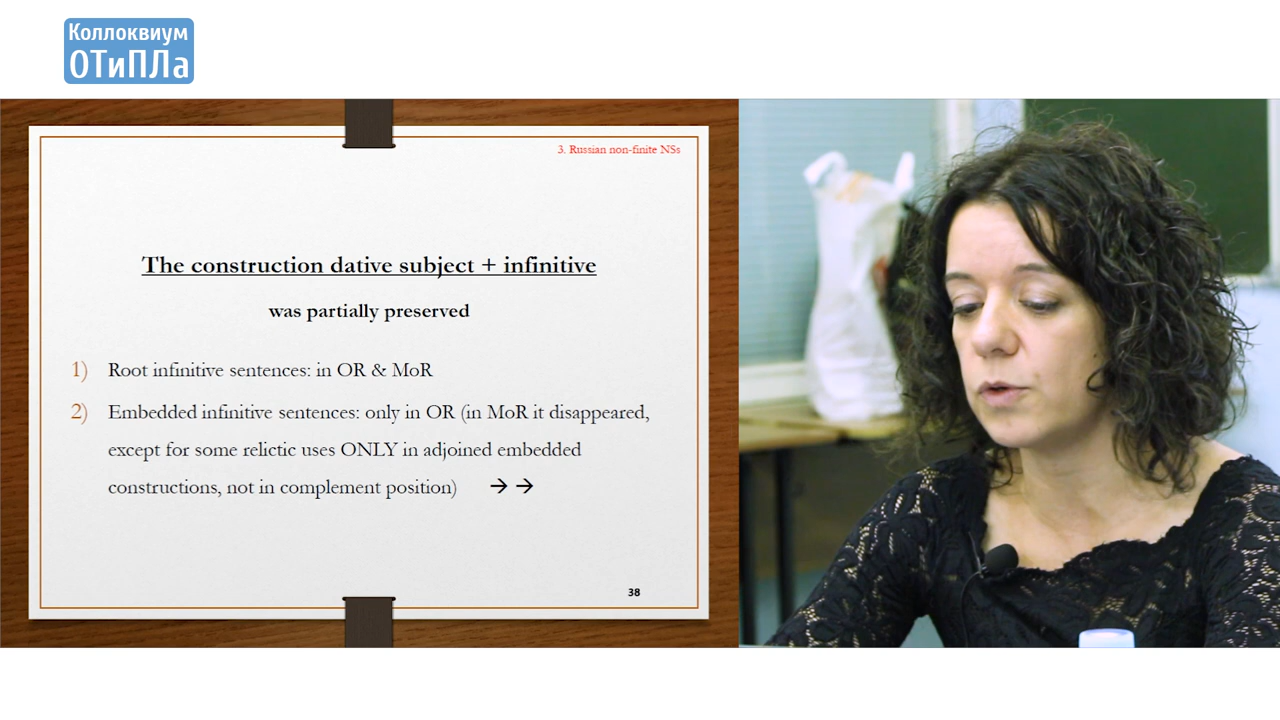 Коллоквиум
ОТиПЛа
3. Russian non-finite NSs
The construction dative subject + infinitive
was partially preserved
1) Root infinitive sentences: in OR & MoR
2) Embedded infinitive sentences: only in OR (in MoR it disappeared,
except for some relictic uses ONLY in adjoined embedded
constructions, not in complement position) → →
38